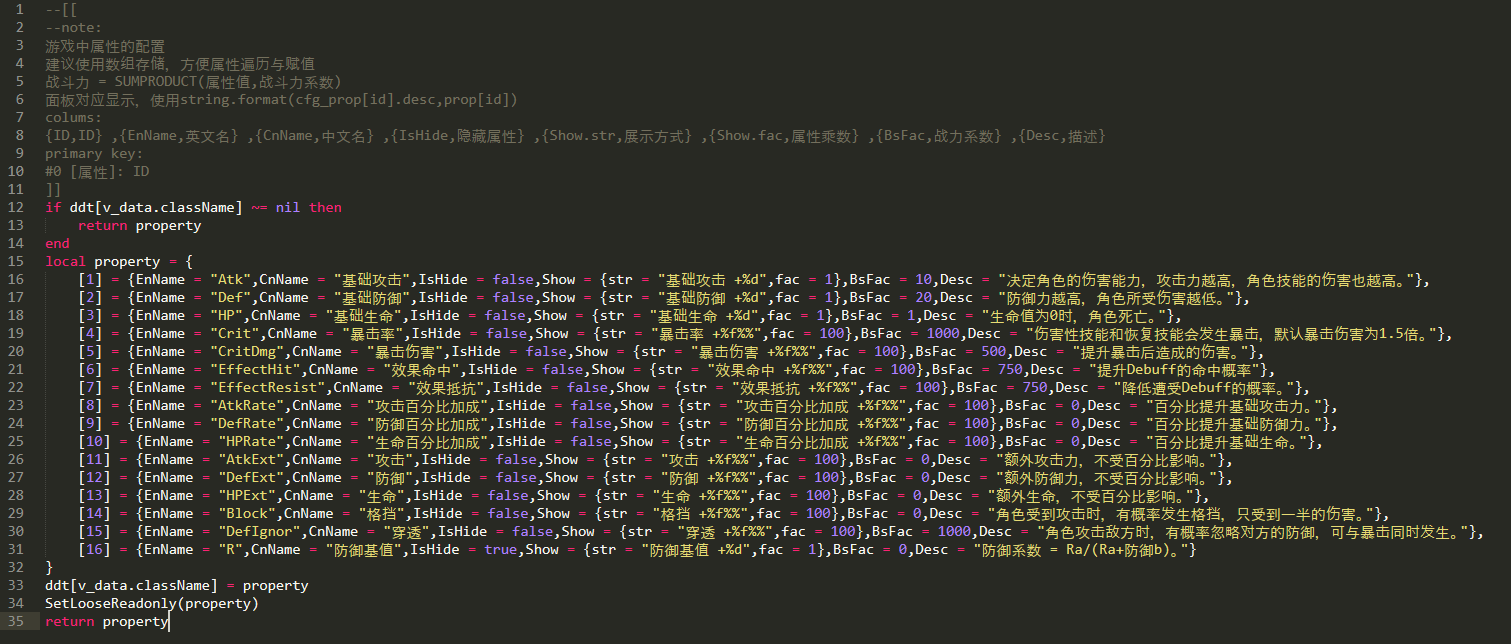 1 --[[
2 --note:
3 游戏中属性的配置
4 建议使用数组存储，方便属性遍历与赋值
5 战斗力 = SUMPRODUCT(属性值,战斗力系数)
6 面板对应显示，使用string.format(cfg_prop[id].desc,prop[id])
7 colums:
8 {ID,ID} ,{EnName,英文名} ,{CnName,中文名} ,{IsHide,隐藏属性} ,{Show.str,展示方式} ,{Show.fac,属性乘数} ,{BsFac,战力系数} ,{Desc,描述}
9 primary key:
10 #0 [属性]: ID
11 ]]
12 if ddt[v_data.className] ~= nil then
13 return property
14 end
15 local property = {
16 [1] = {EnName = "Atk",CnName = "基础攻击",IsHide = false,Show = {str = "基础攻击 +%d",fac = 1},BsFac = 10,Desc = "决定角色的伤害能力，攻击力越高，角色技能的伤害也越高。"},
17 [2] = {EnName = "Def",CnName = "基础防御",IsHide = false,Show = {str = "基础防御 +%d",fac = 1},BsFac = 20,Desc = "防御力越高，角色所受伤害越低。"},
18 [3] = {EnName = "HP",CnName = "基础生命",IsHide = false,Show = {str = "基础生命 +%d",fac = 1},BsFac = 1,Desc = "生命值为0时，角色死亡。"},
19 [4] = {EnName = "Crit",CnName = "暴击率",IsHide = false,Show = {str = "暴击率 +%f%%",fac = 100},BsFac = 1000,Desc = "伤害性技能和恢复技能会发生暴击，默认暴击伤害为1.5倍。"},
20 [5] = {EnName = "CritDmg",CnName = "暴击伤害",IsHide = false,Show = {str = "暴击伤害 +%f%%",fac = 100},BsFac = 500,Desc = "提升暴击后造成的伤害。"},
21 [6] = {EnName = "EffectHit",CnName = "效果命中",IsHide = false,Show = {str = "效果命中 +%f%%",fac = 100},BsFac = 750,Desc = "提升Debuff的命中概率"},
22 [7] = {EnName = "EffectResist",CnName = "效果抵抗",IsHide = false,Show = {str = "效果抵抗 +%f%%",fac = 100},BsFac = 750,Desc = "降低遭受Debuff的概率。"},
23 [8] = {EnName = "AtkRate",CnName = "攻击百分比加成",IsHide = false,Show = {str = "攻击百分比加成 +%f%%",fac = 100},BsFac = 0,Desc = "百分比提升基础攻击力。"},
24 [9] = {EnName = "DefRate",CnName = "防御百分比加成",IsHide = false,Show = {str = "防御百分比加成 +%f%%",fac = 100},BsFac = 0,Desc = "百分比提升基础防御力。"},
25 [10] = {EnName = "HPRate",CnName = "生命百分比加成",IsHide = false,Show = {str = "生命百分比加成 +%f%%",fac = 100},BsFac = 0,Desc = "百分比提升基础生命。"},
26 [11] = {EnName = "AtkExt",CnName = "攻击",IsHide = false,Show = {str = "攻击 +%f%%",fac = 100},BsFac = 0,Desc = "额外攻击力，不受百分比影响。"},
27 [12] = {EnName = "DefExt",CnName = "防御",IsHide = false,Show = {str = "防御 +%f%%",fac = 100},BsFac = 0,Desc = "额外防御力，不受百分比影响。"},
28 [13] = {EnName = "HPExt",CnName = "生命",IsHide = false,Show = {str = "生命 +%f%%",fac = 100},BsFac = 0,Desc = "额外生命，不受百分比影响。"},
29 [14] = {EnName = "Block",CnName = "格挡",IsHide = false,Show = {str = "格挡 +%f%%",fac = 100},BsFac = 0,Desc = "角色受到攻击时，有概率发生格挡，只受到一半的伤害。"},
30 [15] = {EnName = "DefIgnor",CnName = "穿透",IsHide = false,Show = {str = "穿透 +%f%%",fac = 100},BsFac = 1000,Desc = "角色攻击敌方时，有概率忽略对方的防御，可与暴击同时发生。"},
31 [16] = {EnName = "R",CnName = "防御基值",IsHide = true,Show = {str = "防御基值 +%d",fac = 1},BsFac = 0,Desc = "防御系数 = Ra/(Ra+防御b)。"}
32 }
33 ddt[v_data.className] = property
34 SetLooseReadonly(property)
35 return property